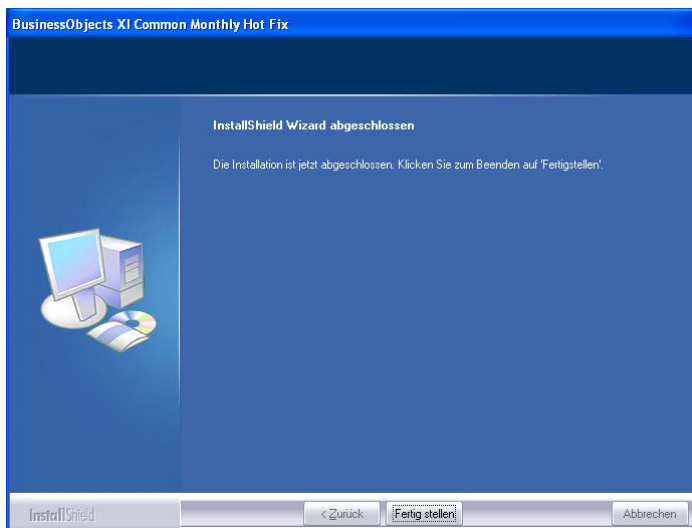 BusinessObjects XI Common Monthly Hot Fix
InstallShield Wizard abgeschlossen
Die Installation ist jetzt abgeschlossen. Klicken Sie zum Beenden auf 'Fertigstellen'.
InstallShield
< Zurück
Fertig stellen
Abbrechen